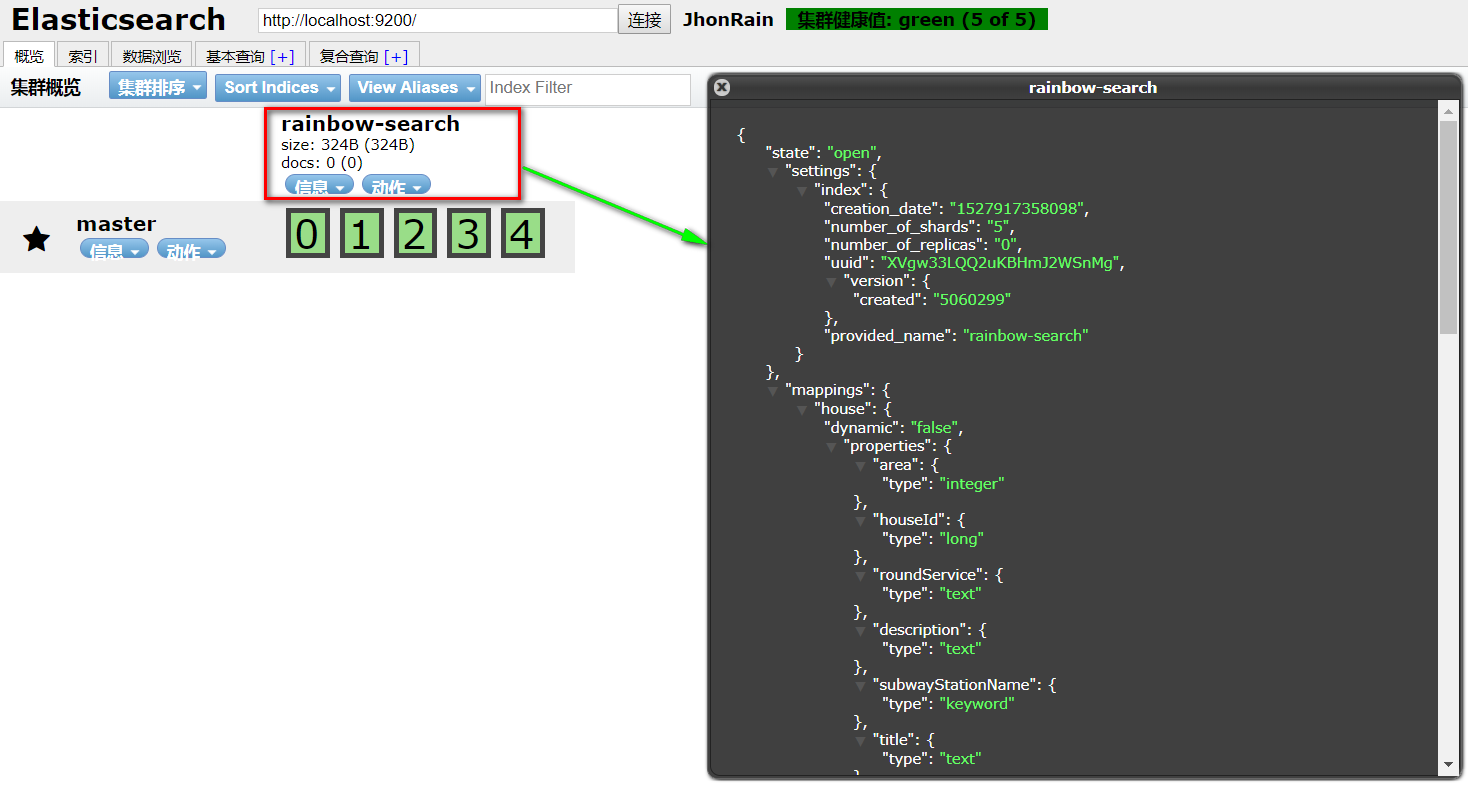 Elasticsearch
http://localhost:9200/
连接
JhonRain
集群健康值: green (5 of 5)
概览
索引
数据浏览
基本查询 [+]
复合查询 [+]
集群概览
集群排序
Sort Indices
View Aliases
Index Filter
rainbow-search
size: 324B (324B)
docs: 0 (0)
信息
动作
master
信息
动作
0 1 2 3 4
rainbow-search
{
"state": "open",
"settings": {
"index": {
"creation_date": "1527917358098",
"number_of_shards": "5",
"number_of_replicas": "0",
"uuid": "XVgw33LQQ2uKBHmJ2WSnMg",
"version": {
"created": "5060299"
},
"provided_name": "rainbow-search"
}
},
"mappings": {
"house": {
"dynamic": "false",
"properties": {
"area": {
"type": "integer"
},
"houseId": {
"type": "long"
},
"roundService": {
"type": "text"
},
"description": {
"type": "text"
},
"subwayStationName": {
"type": "keyword"
},
"title": {
"type": "text"